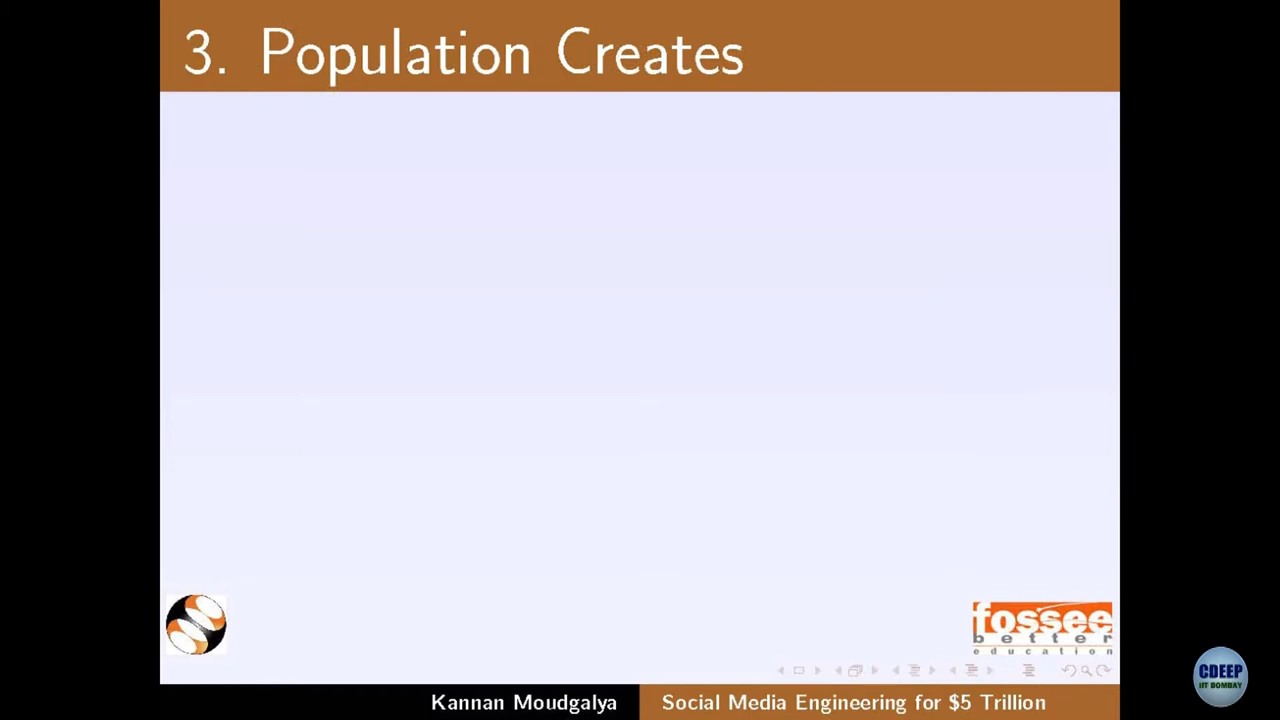 3. Population Creates
fossee
better
education
CDEEP
IIT BOMBAY
Kannan Moudgalya
Social Media Engineering for $5 Trillion